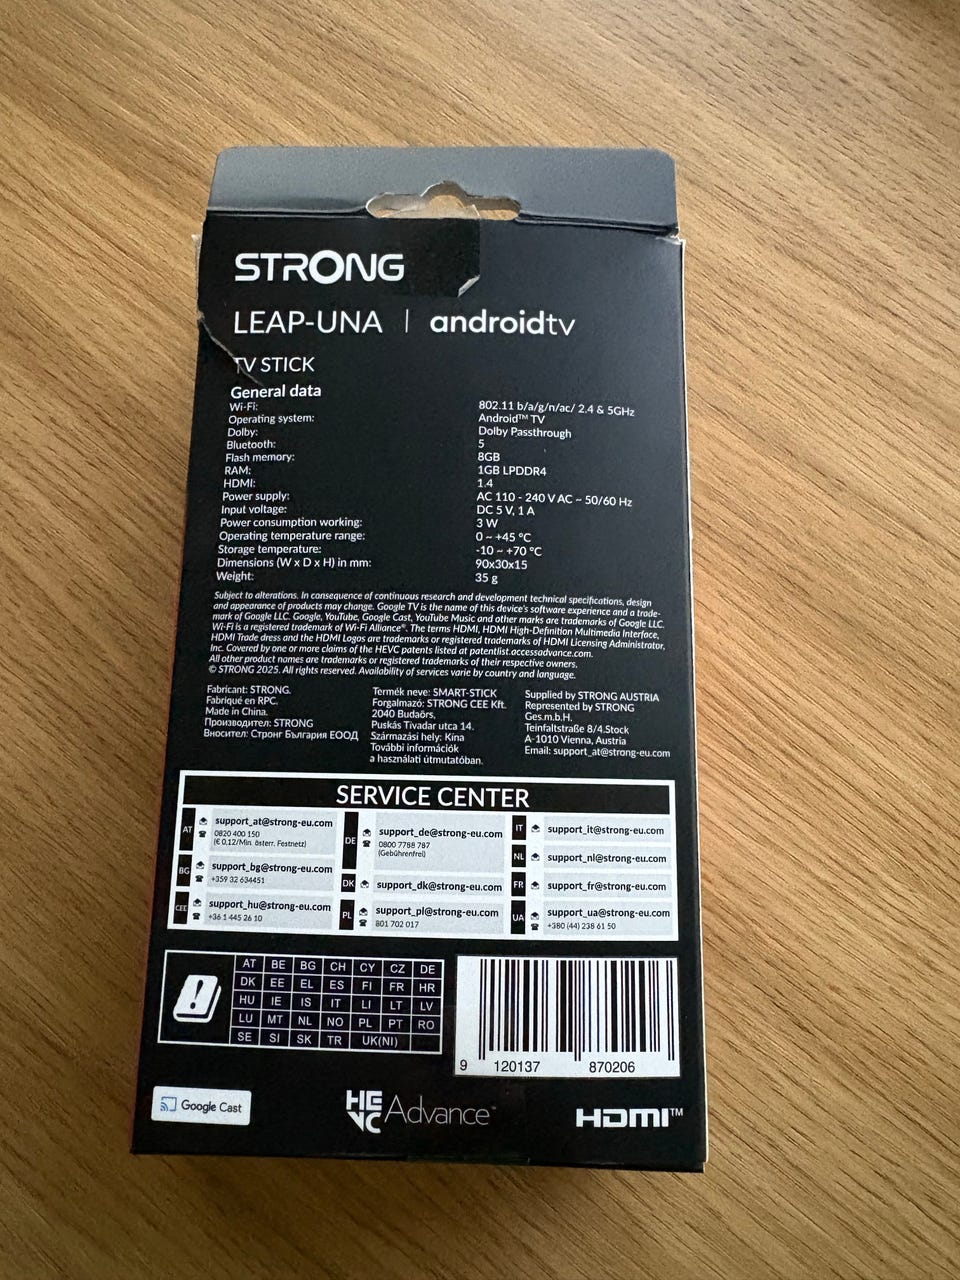 STRONG
LEAP-UNA | androidtv
TV STICK
General data
Wi-Fi: 802.11 b/a/g/n/ac/ 2.4 & 5GHz
Operating system: Android™ TV
Dolby: Dolby Passthrough
Bluetooth: 5
Flash memory: 8GB
RAM: 1GB LPDDR4
HDMI: 1.4
Power supply: AC 110 - 240 V AC ~ 50/60 Hz
Input voltage: DC 5 V, 1 A
Power consumption working: 3 W
Operating temperature range: 0 ~ +45 °C
Storage temperature: -10 ~ +70 °C
Dimensions (W x D x H) in mm: 90x30x15
Weight: 35 g
Subject to alterations. In consequence of continuous research and development technical specifications, design
and appearance of products may change. Google TV is the name of this device's software experience and a trade-
mark of Google LLC. Google, YouTube, Google Cast, YouTube Music and other marks are trademarks of Google LLC.
Wi-Fi is a registered trademark of Wi-Fi Alliance®. The terms HDMI, HDMI High-Definition Multimedia Interface,
HDMI Trade dress and the HDMI Logos are trademarks or registered trademarks of HDMI Licensing Administrator,
Inc. Covered by one or more claims of the HEVC patents listed at patentlist.accessadvance.com.
All other product names are trademarks or registered trademarks of their respective owners.
© STRONG 2025. All rights reserved. Availability of services varie by country and language.
Fabricant: STRONG.
Fabriqué en RPC.
Made in China.
Производител: STRONG
Вносител: Стронг България ЕООД
Termék neve: SMART-STICK
Forgalmazó: STRONG CEE Kft.
2040 Budaörs,
Puskás Tivadar utca 14.
Származási hely: Kína
További információk
a használati útmutatóban.
Supplied by STRONG AUSTRIA
Represented by STRONG
Ges.m.b.H.
Teinfaltstraße 8/4.Stock
A-1010 Vienna, Austria
Email: support_at@strong-eu.com
SERVICE CENTER
AT support_at@strong-eu.com
0820 400 150
(€ 0,12/Min. österr. Festnetz)
BG support_bg@strong-eu.com
+359 32 634451
CEE support_hu@strong-eu.com
+36 1 445 26 10
DE support_de@strong-eu.com
0800 7788 787
(Gebührenfrei)
DK support_dk@strong-eu.com
PL support_pl@strong-eu.com
801 702 017
IT support_it@strong-eu.com
NL support_nl@strong-eu.com
FR support_fr@strong-eu.com
UA support_ua@strong-eu.com
+380 (44) 238 61 50
AT BE BG CH CY CZ DE
DK EE EL ES FI FR HR
HU IE IS IT LI LT LV
LU MT NL NO PL PT RO
SE SI SK TR UK(NI)
9 120137 870206
Google Cast
HEVC Advance™
HDMI™